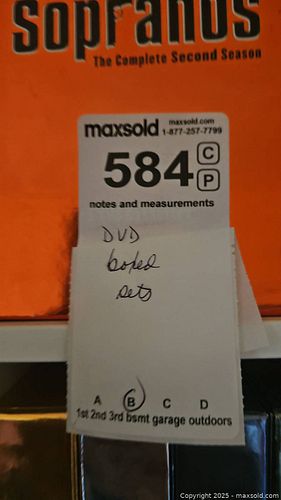 Sopranos
The Complete Second Season
maxsold maxsold.com
1-877-257-7799
584 C
P
notes and measurements
DVD
boxed
sets
A B C D
1st 2nd 3rd bsmt garage outdoors
Copyright © 2025 - maxsold.com